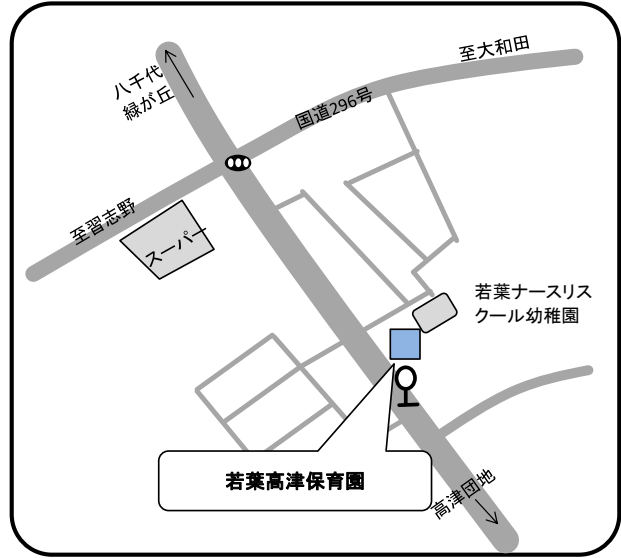 至大和田
八千代
緑が丘
国道296号
至習志野
スーパー
若葉ナースリス
クール幼稚園
若葉高津保育園
高津団地